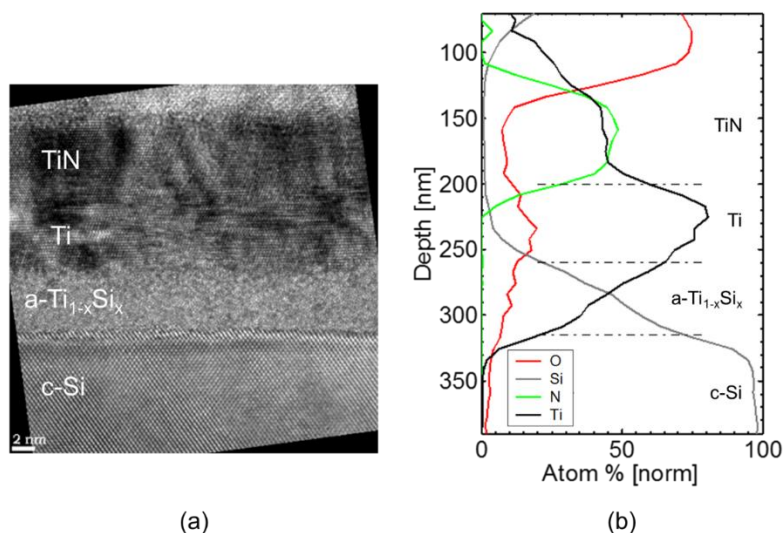 TiN
Ti
a-Ti1-xSix
c-Si
2 nm
(a)
Depth [nm]
100
150
200
250
300
350
TiN
Ti
a-Ti1-xSix
c-Si
O
Si
N
Ti
0
50
100
Atom % [norm]
(b)